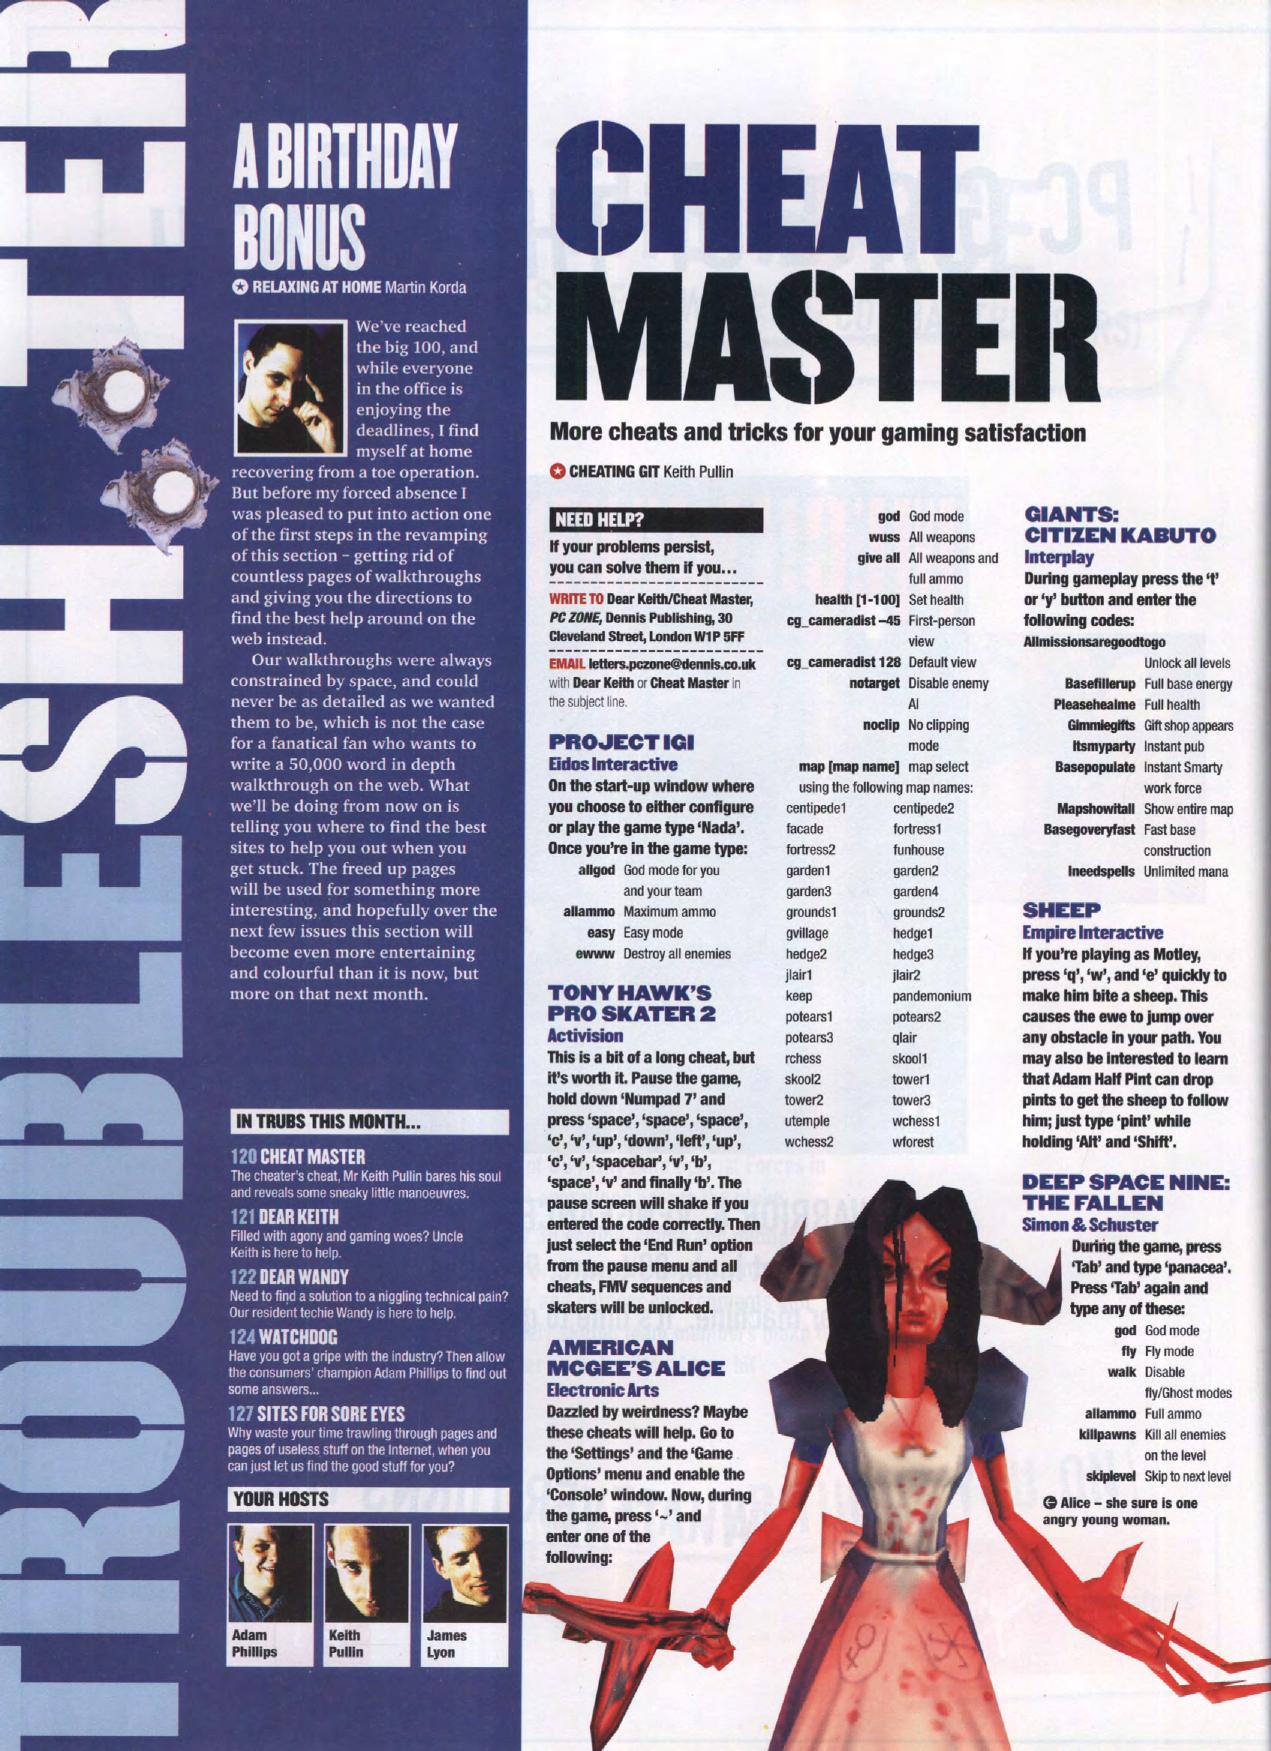 TROUBLESHOOTER
A BIRTHDAY
BONUS
RELAXING AT HOME Martin Korda
We've reached
the big 100, and
while everyone
in the office is
enjoying the
deadlines, I find
myself at home
recovering from a toe operation.
But before my forced absence I
was pleased to put into action one
of the first steps in the revamping
of this section – getting rid of
countless pages of walkthroughs
and giving you the directions to
find the best help around on the
web instead.
Our walkthroughs were always
constrained by space, and could
never be as detailed as we wanted
them to be, which is not the case
for a fanatical fan who wants to
write a 50,000 word in depth
walkthrough on the web. What
we'll be doing from now on is
telling you where to find the best
sites to help you out when you
get stuck. The freed up pages
will be used for something more
interesting, and hopefully over the
next few issues this section will
become even more entertaining
and colourful than it is now, but
more on that next month.
IN TRUBS THIS MONTH...
120 CHEAT MASTER
The cheater's cheat, Mr Keith Pullin bares his soul
and reveals some sneaky little manoeuvres.
121 DEAR KEITH
Filled with agony and gaming woes? Uncle
Keith is here to help.
122 DEAR WANDY
Need to find a solution to a niggling technical pain?
Our resident techie Wandy is here to help.
124 WATCHDOG
Have you got a gripe with the industry? Then allow
the consumers' champion Adam Phillips to find out
some answers...
127 SITES FOR SORE EYES
Why waste your time trawling through pages and
pages of useless stuff on the Internet, when you
can just let us find the good stuff for you?
YOUR HOSTS
Adam
Phillips
Keith
Pullin
James
Lyon
CHEAT
MASTER
More cheats and tricks for your gaming satisfaction
CHEATING GIT Keith Pullin
NEED HELP?
If your problems persist,
you can solve them if you...
WRITE TO Dear Keith/Cheat Master,
PC ZONE, Dennis Publishing, 30
Cleveland Street, London W1P 5FF
EMAIL letters.pczone@dennis.co.uk
with Dear Keith or Cheat Master in
the subject line.
PROJECT IGI
Eidos Interactive
On the start-up window where
you choose to either configure
or play the game type 'Nada'.
Once you're in the game type:
allgod God mode for you
and your team
allammo Maximum ammo
easy Easy mode
ewww Destroy all enemies
TONY HAWK'S
PRO SKATER 2
Activision
This is a bit of a long cheat, but
it's worth it. Pause the game,
hold down 'Numpad 7' and
press 'space', 'space', 'space',
'c', 'v', 'up', 'down', 'left', 'up',
'c', 'v', 'spacebar', 'v', 'b',
'space', 'v' and finally 'b'. The
pause screen will shake if you
entered the code correctly. Then
just select the 'End Run' option
from the pause menu and all
cheats, FMV sequences and
skaters will be unlocked.
AMERICAN
MCGEE'S ALICE
Electronic Arts
Dazzled by weirdness? Maybe
these cheats will help. Go to
the 'Settings' and the 'Game
Options' menu and enable the
'Console' window. Now, during
the game, press '~' and
enter one of the
following:
god God mode
wuss All weapons
give all All weapons and
full ammo
health [1-100] Set health
cg_cameradist –45 First-person
view
cg_cameradist 128 Default view
notarget Disable enemy
AI
noclip No clipping
mode
map [map name] map select
using the following map names:
centipede1 centipede2
facade fortress1
fortress2 funhouse
garden1 garden2
garden3 garden4
grounds1 grounds2
gvillage hedge1
hedge2 hedge3
jlair1 jlair2
keep pandemonium
potears1 potears2
potears3 qlair
rchess skool1
skool2 tower1
tower2 tower3
utemple wchess1
wchess2 wforest
GIANTS:
CITIZEN KABUTO
Interplay
During gameplay press the 't'
or 'y' button and enter the
following codes:
Allmissionsaregoodtogo
Unlock all levels
Basefillerup Full base energy
Pleasehealme Full health
Gimmiegifts Gift shop appears
Itsmyparty Instant pub
Basepopulate Instant Smarty
work force
Mapshowitall Show entire map
Basegoveryfast Fast base
construction
Ineedspells Unlimited mana
SHEEP
Empire Interactive
If you're playing as Motley,
press 'q', 'w', and 'e' quickly to
make him bite a sheep. This
causes the ewe to jump over
any obstacle in your path. You
may also be interested to learn
that Adam Half Pint can drop
pints to get the sheep to follow
him; just type 'pint' while
holding 'Alt' and 'Shift'.
DEEP SPACE NINE:
THE FALLEN
Simon & Schuster
During the game, press
'Tab' and type 'panacea'.
Press 'Tab' again and
type any of these:
god God mode
fly Fly mode
walk Disable
fly/Ghost modes
allammo Full ammo
killpawns Kill all enemies
on the level
skiplevel Skip to next level
Alice – she sure is one
angry young woman.